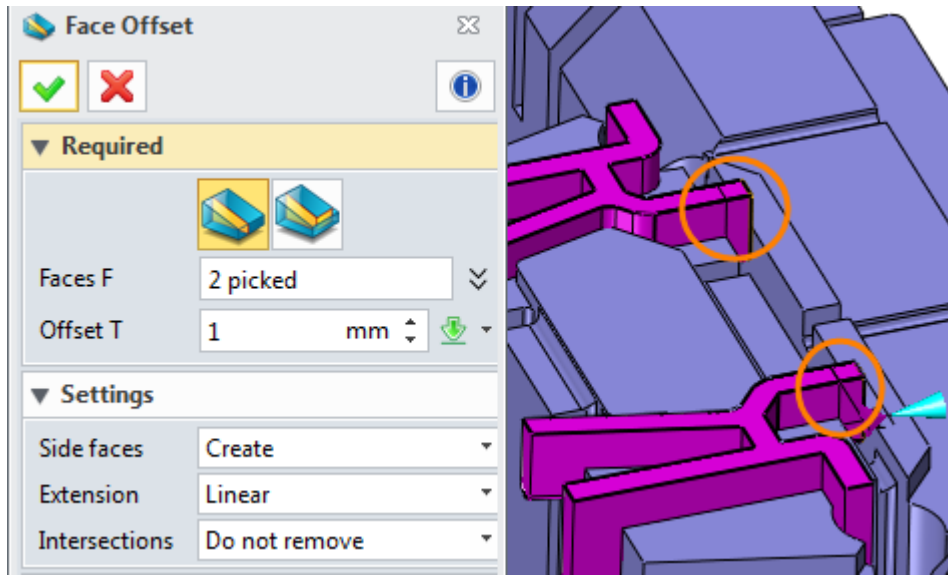 Face Offset
Required
Faces F 2 picked
Offset T 1 mm
Settings
Side faces Create
Extension Linear
Intersections Do not remove